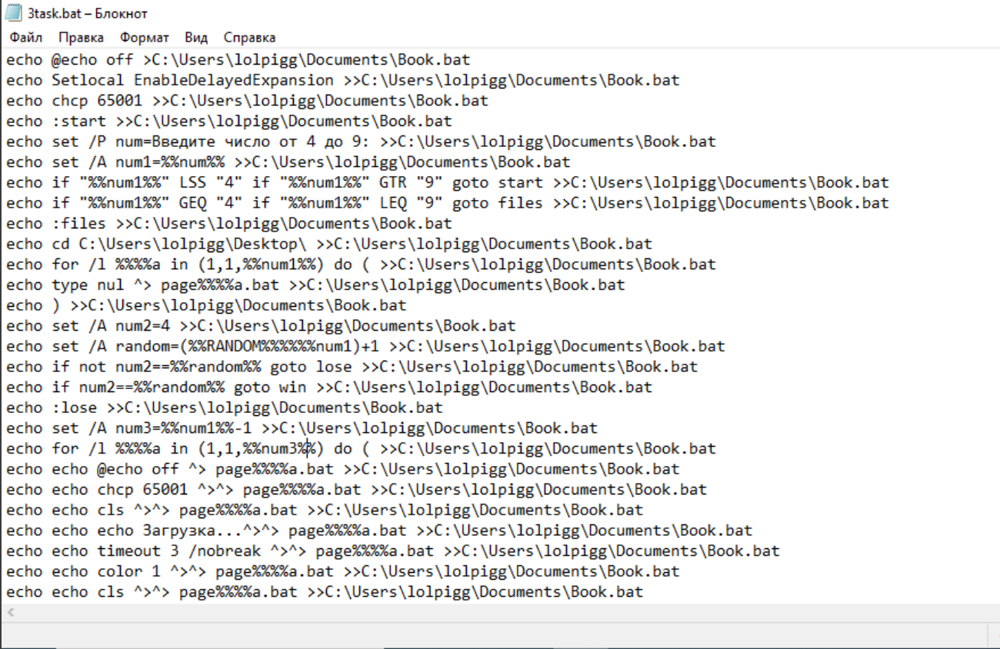 3task.bat – Блокнот
Файл Правка Формат Вид Справка
echo @echo off >C:\Users\lolpigg\Documents\Book.bat
echo Setlocal EnableDelayedExpansion >>C:\Users\lolpigg\Documents\Book.bat
echo chcp 65001 >>C:\Users\lolpigg\Documents\Book.bat
echo :start >>C:\Users\lolpigg\Documents\Book.bat
echo set /P num=Введите число от 4 до 9: >>C:\Users\lolpigg\Documents\Book.bat
echo set /A num1=%%num%% >>C:\Users\lolpigg\Documents\Book.bat
echo if "%%num1%%" LSS "4" if "%%num1%%" GTR "9" goto start >>C:\Users\lolpigg\Documents\Book.bat
echo if "%%num1%%" GEQ "4" if "%%num1%%" LEQ "9" goto files >>C:\Users\lolpigg\Documents\Book.bat
echo :files >>C:\Users\lolpigg\Documents\Book.bat
echo cd C:\Users\lolpigg\Desktop\ >>C:\Users\lolpigg\Documents\Book.bat
echo for /l %%%%a in (1,1,%%num1%%) do ( >>C:\Users\lolpigg\Documents\Book.bat
echo type nul ^> page%%%%a.bat >>C:\Users\lolpigg\Documents\Book.bat
echo ) >>C:\Users\lolpigg\Documents\Book.bat
echo set /A num2=4 >>C:\Users\lolpigg\Documents\Book.bat
echo set /A random=(%%RANDOM%%%%%%num1)+1 >>C:\Users\lolpigg\Documents\Book.bat
echo if not num2==%%random%% goto lose >>C:\Users\lolpigg\Documents\Book.bat
echo if num2==%%random%% goto win >>C:\Users\lolpigg\Documents\Book.bat
echo :lose >>C:\Users\lolpigg\Documents\Book.bat
echo set /A num3=%%num1%%-1 >>C:\Users\lolpigg\Documents\Book.bat
echo for /l %%%%a in (1,1,%%num3%%) do ( >>C:\Users\lolpigg\Documents\Book.bat
echo echo @echo off ^> page%%%%a.bat >>C:\Users\lolpigg\Documents\Book.bat
echo echo chcp 65001 ^>^> page%%%%a.bat >>C:\Users\lolpigg\Documents\Book.bat
echo echo cls ^>^> page%%%%a.bat >>C:\Users\lolpigg\Documents\Book.bat
echo echo echo Загрузка...^>^> page%%%%a.bat >>C:\Users\lolpigg\Documents\Book.bat
echo echo timeout 3 /nobreak ^>^> page%%%%a.bat >>C:\Users\lolpigg\Documents\Book.bat
echo echo color 1 ^>^> page%%%%a.bat >>C:\Users\lolpigg\Documents\Book.bat
echo echo cls ^>^> page%%%%a.bat >>C:\Users\lolpigg\Documents\Book.bat